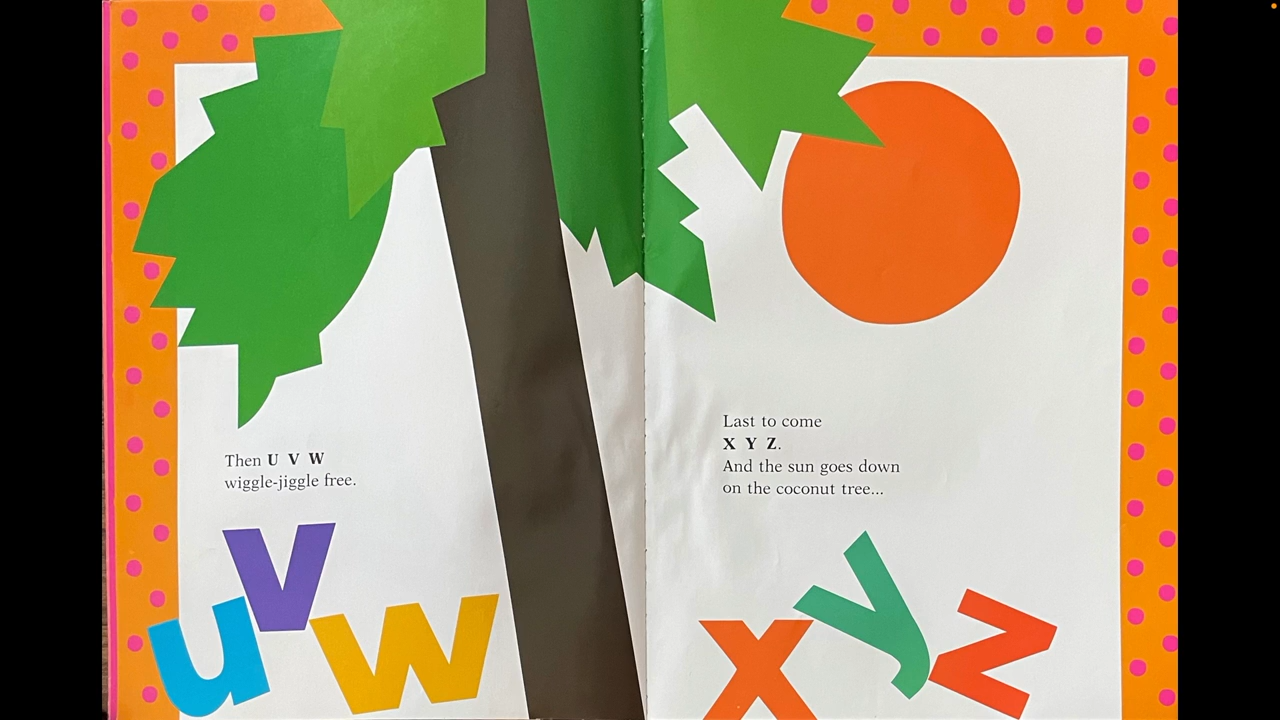 Then U V W
wiggle-jiggle free.
v
u
w
Last to come
X Y Z.
And the sun goes down
on the coconut tree...
y
x
z